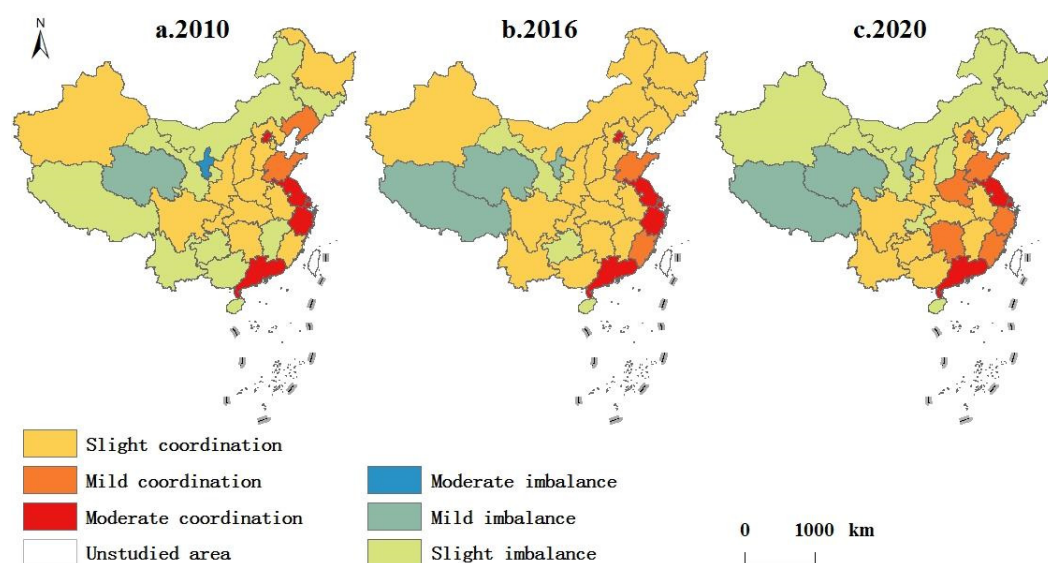 N
a.2010
b.2016
c.2020
Slight coordination
Mild coordination
Moderate coordination
Unstudied area
Moderate imbalance
Mild imbalance
Slight imbalance
0 1000 km